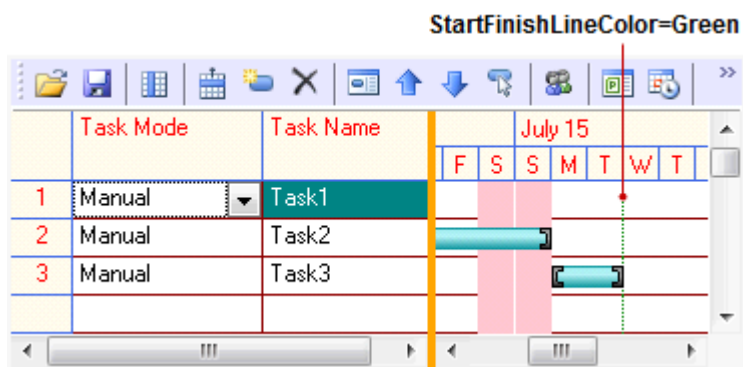 StartFinishLineColor=Green
Task Mode Task Name July 15
F S S M T W T
1 Manual Task1
2 Manual Task2
3 Manual Task3